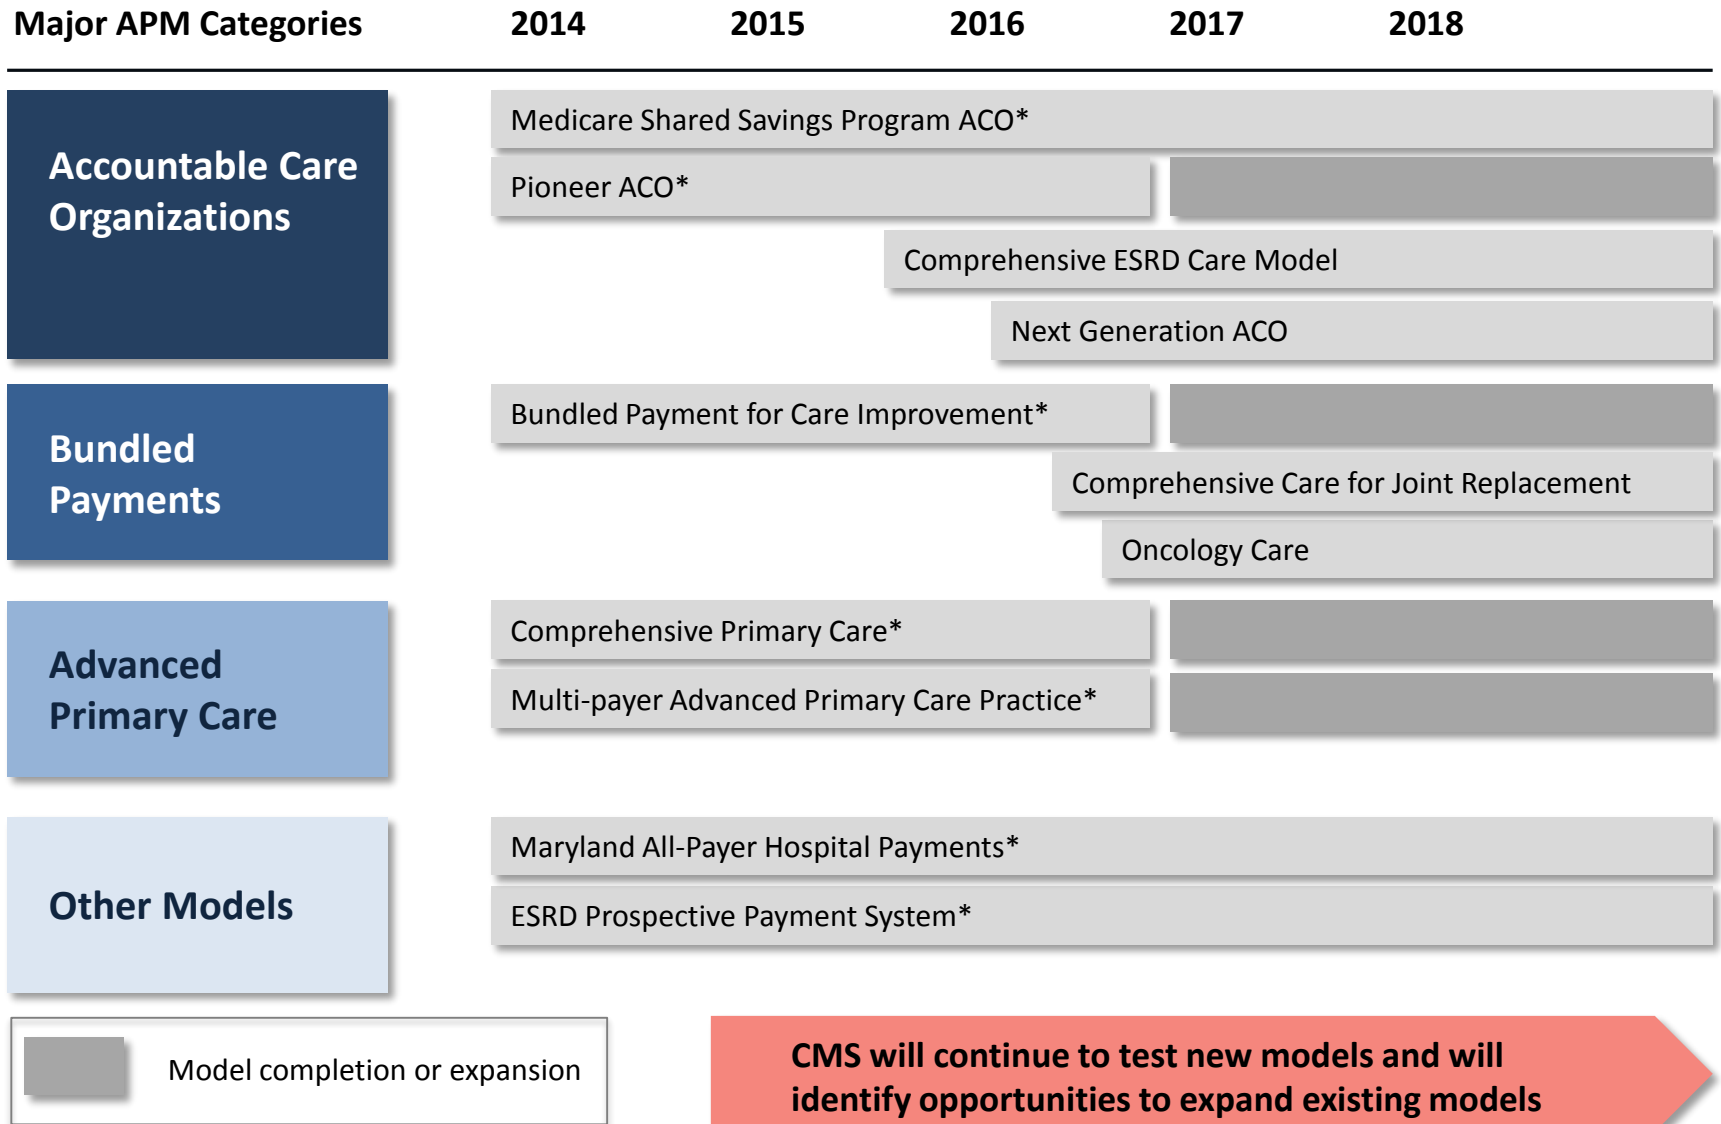 Major APM Categories 2014 2015 2016 2017 2018
Accountable Care
Organizations
Medicare Shared Savings Program ACO*
Pioneer ACO*
Comprehensive ESRD Care Model
Next Generation ACO
Bundled
Payments
Bundled Payment for Care Improvement*
Comprehensive Care for Joint Replacement
Oncology Care
Advanced
Primary Care
Comprehensive Primary Care*
Multi-payer Advanced Primary Care Practice*
Other Models
Maryland All-Payer Hospital Payments*
ESRD Prospective Payment System*
Model completion or expansion
CMS will continue to test new models and will
identify opportunities to expand existing models